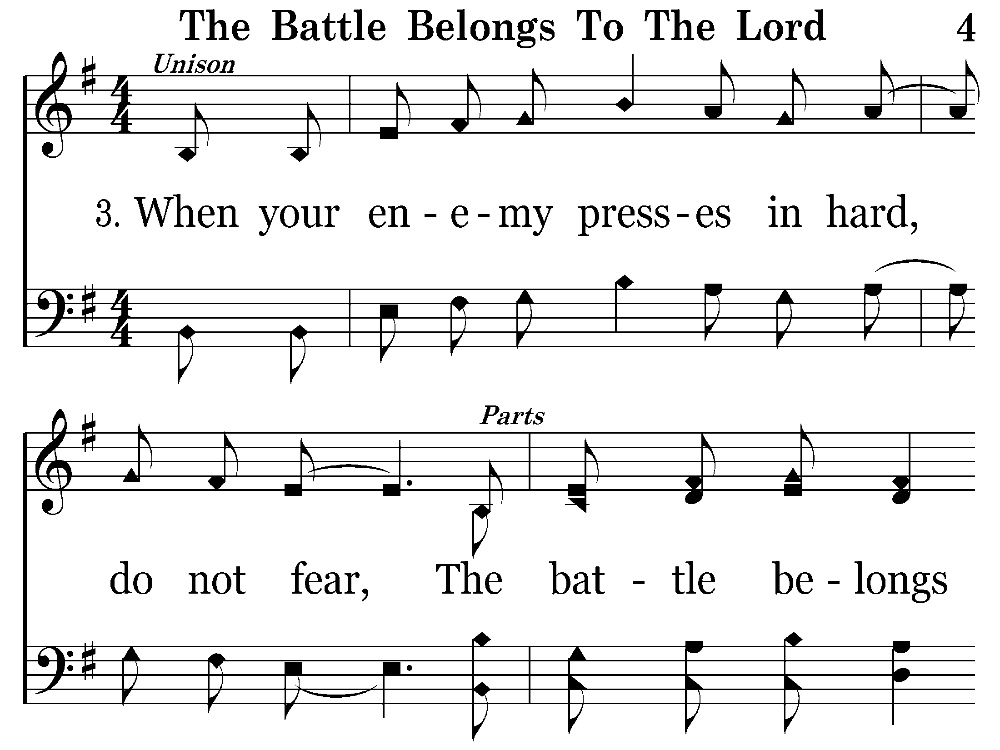 The Battle Belongs To The Lord 4
Unison
3. When your en - e - my press - es in hard,
Parts
do not fear, The bat - tle be - longs